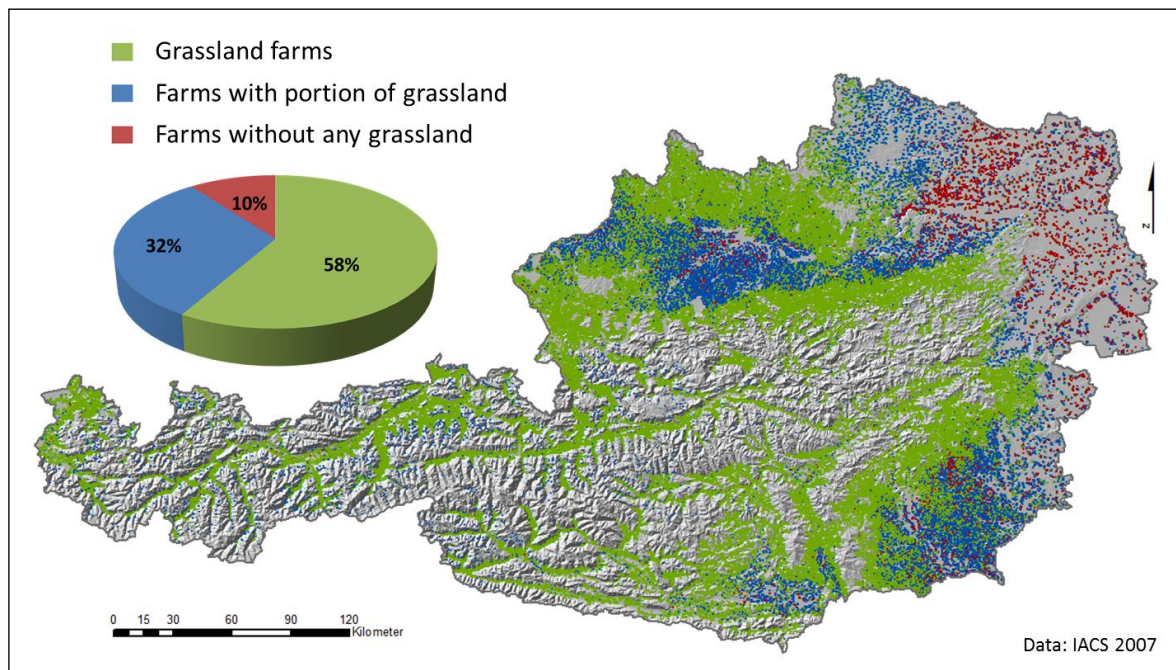 Grassland farms
Farms with portion of grassland
Farms without any grassland
10%
32%
58%
N
0 15 30 60 90 120
Kilometer
Data: IACS 2007